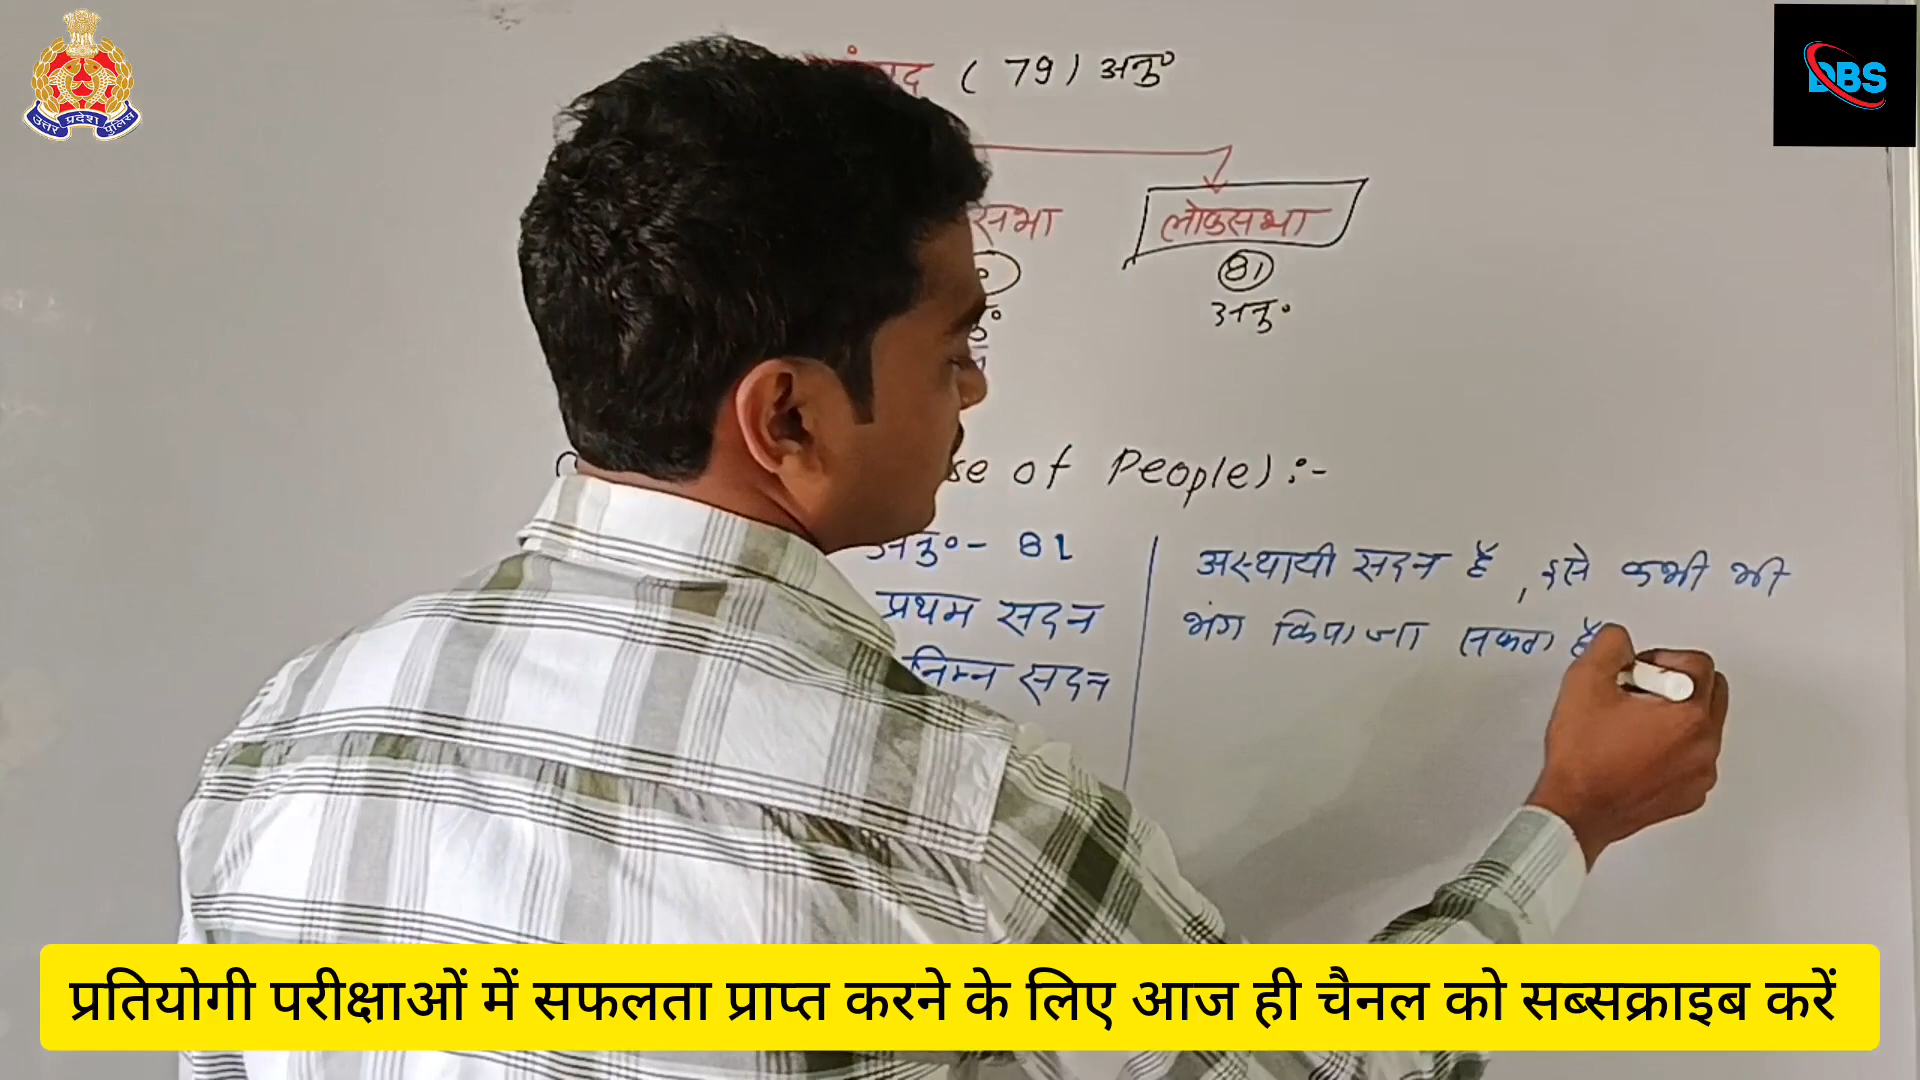 उत्तर प्रदेश पुलिस
DBS
( 79 ) अनु०
सभा
लोकसभा
81
अनु०
of People) :-
अनु०- 81
प्रथम सदन
निम्न सदन
अस्थायी सदन है , इसे कभी भी
भंग किया जा सकता है
प्रतियोगी परीक्षाओं में सफलता प्राप्त करने के लिए आज ही चैनल को सब्सक्राइब करें